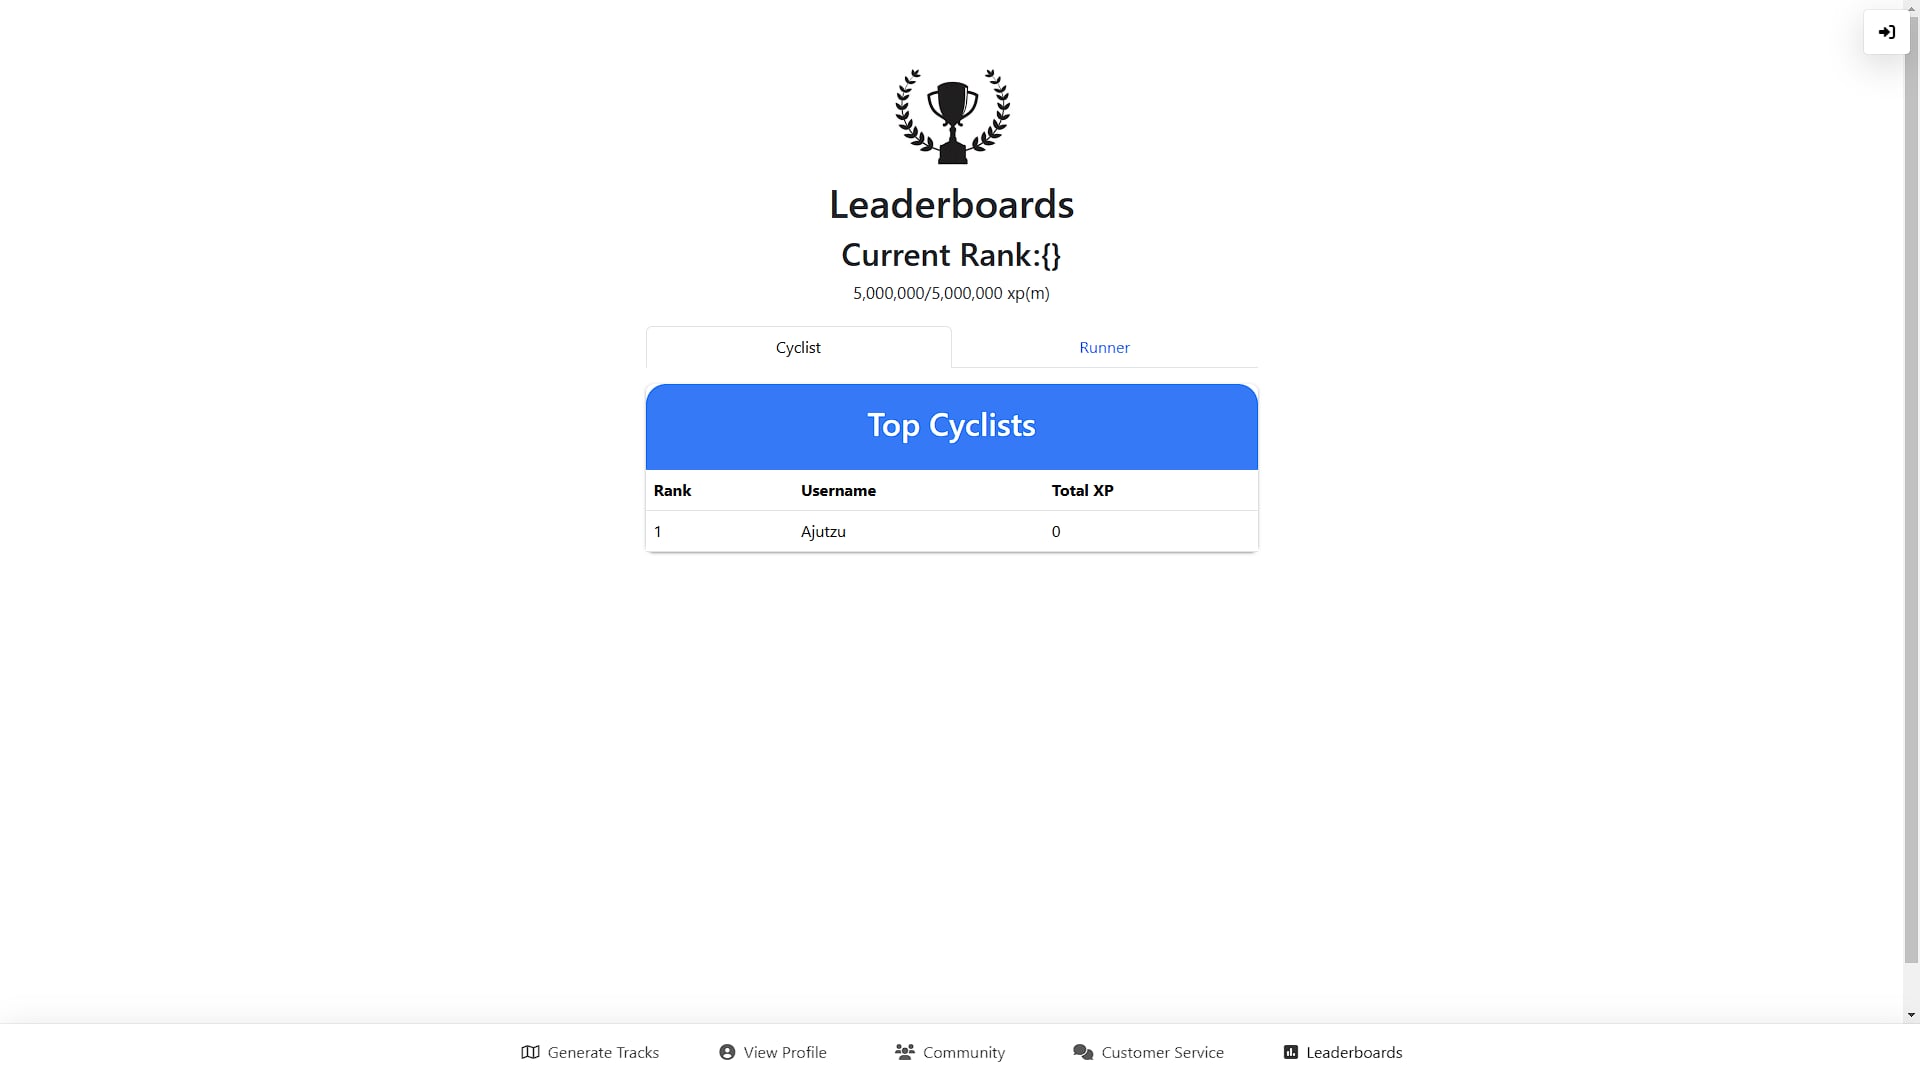 Leaderboards
Current Rank:{}
5,000,000/5,000,000 xp(m)
Cyclist Runner
Top Cyclists
Rank Username Total XP
1 Ajutzu 0
Generate Tracks View Profile Community Customer Service Leaderboards